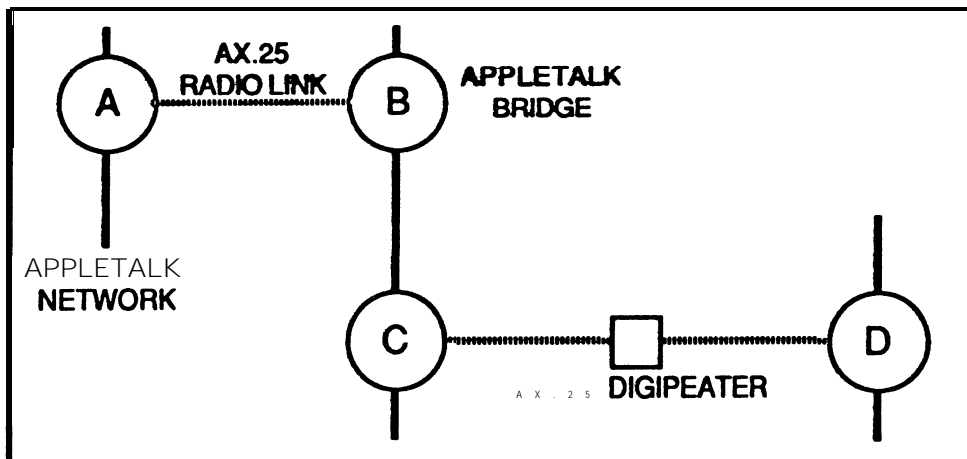 A
AX.25
RADIO LINK
B
APPLETALK
BRIDGE
APPLETALK
NETWORK
C
D
AX.25 DIGIPEATER